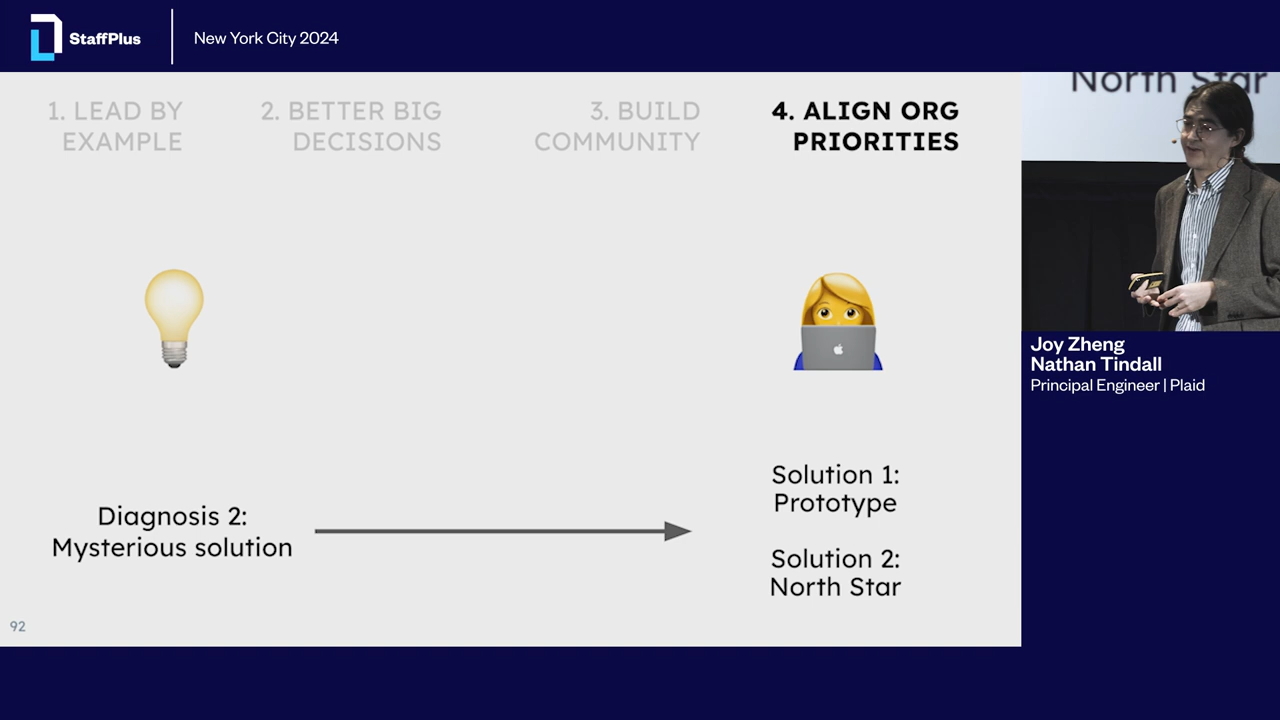 StaffPlus
New York City 2024
1. LEAD BY
EXAMPLE
2. BETTER BIG
DECISIONS
3. BUILD
COMMUNITY
4. ALIGN ORG
PRIORITIES
North Star
Joy Zheng
Nathan Tindall
Principal Engineer | Plaid
Diagnosis 2:
Mysterious solution
Solution 1:
Prototype
Solution 2:
North Star
92